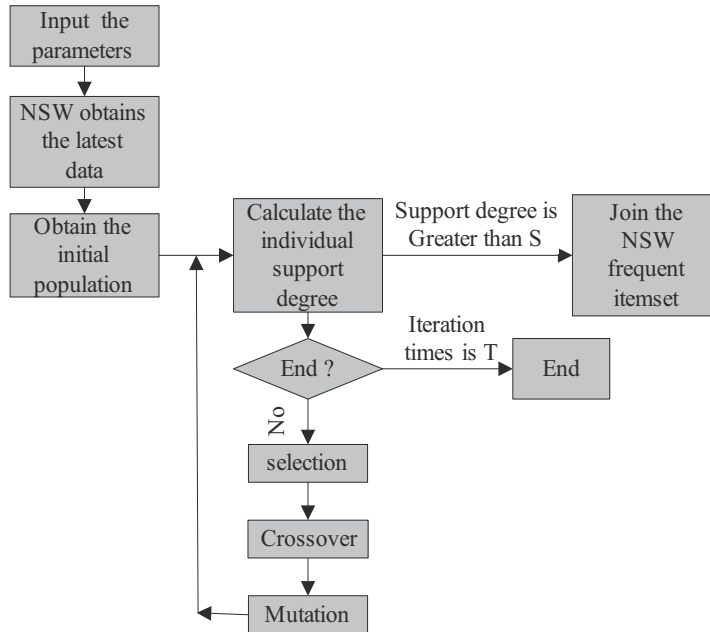 Input the
parameters
NSW obtains
the latest
data
Obtain the
initial
population
Calculate the
individual
support
degree
Support degree is
Greater than S
Join the
NSW
frequent
itemset
End ?
Iteration
times is T
End
No
selection
Crossover
Mutation